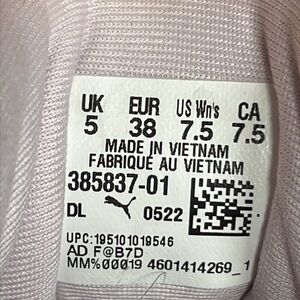 UK EUR US Wn's CA
5 38 7.5 7.5
MADE IN VIETNAM
FABRIQUÉ AU VIETNAM
385837-01
DL 0522
UPC:195101019546
AD F@B7D
MM%00019 4601414269_1